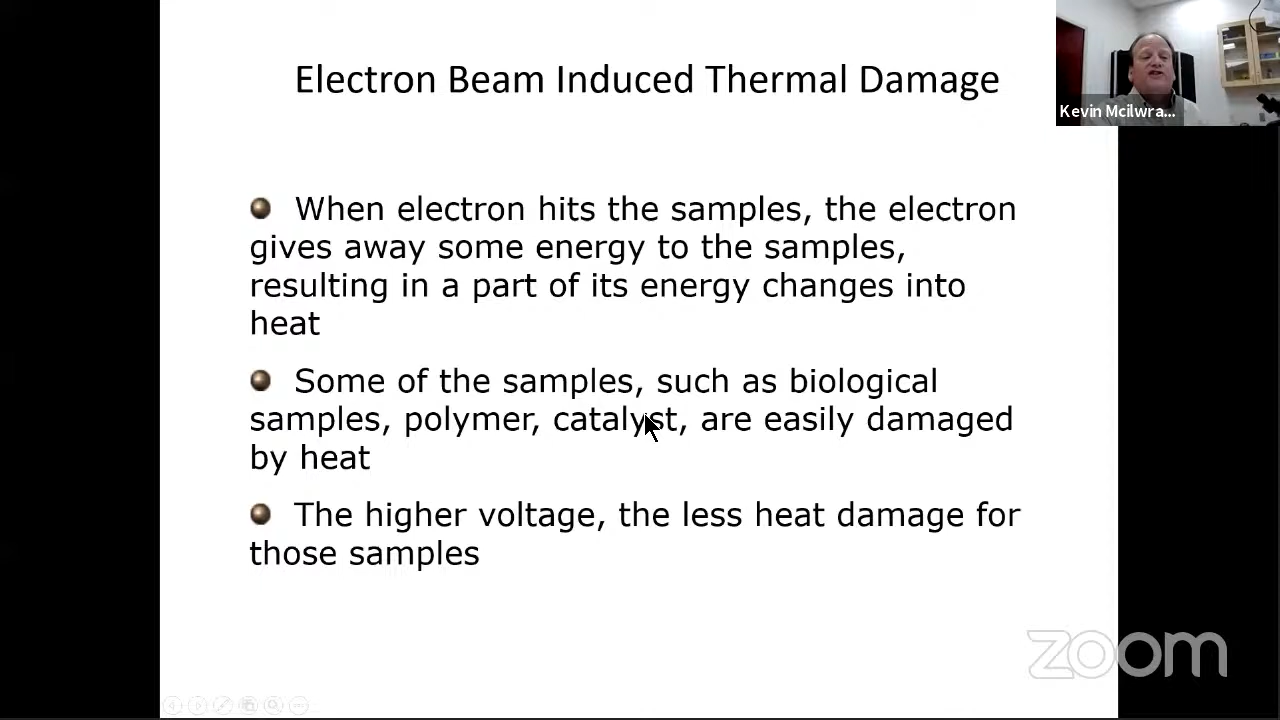 Electron Beam Induced Thermal Damage
Kevin Mcilwra...
When electron hits the samples, the electron
gives away some energy to the samples,
resulting in a part of its energy changes into
heat
Some of the samples, such as biological
samples, polymer, catalyst, are easily damaged
by heat
The higher voltage, the less heat damage for
those samples
zoom